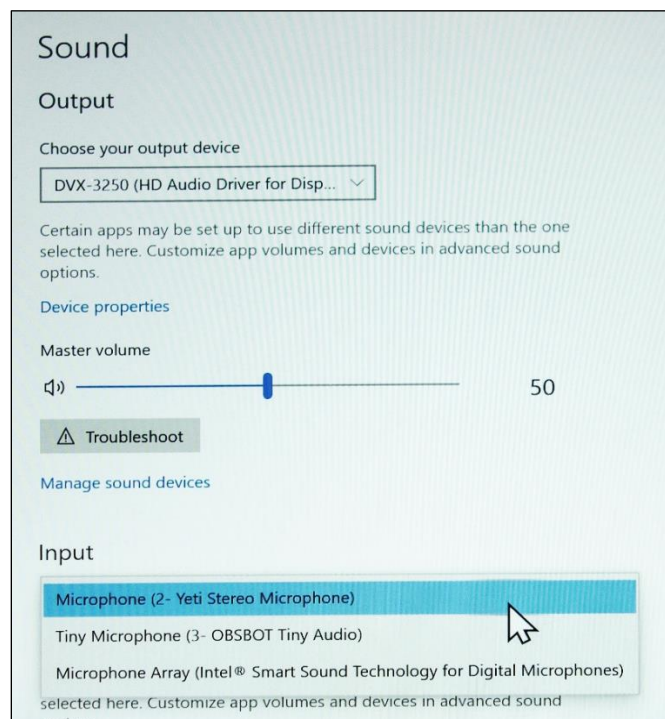 Sound
Output
Choose your output device
DVX-3250 (HD Audio Driver for Disp...
Certain apps may be set up to use different sound devices than the one
selected here. Customize app volumes and devices in advanced sound
options.
Device properties
Master volume
50
Troubleshoot
Manage sound devices
Input
Microphone (2- Yeti Stereo Microphone)
Tiny Microphone (3- OBSBOT Tiny Audio)
Microphone Array (Intel® Smart Sound Technology for Digital Microphones)
selected here. Customize app volumes and devices in advanced sound